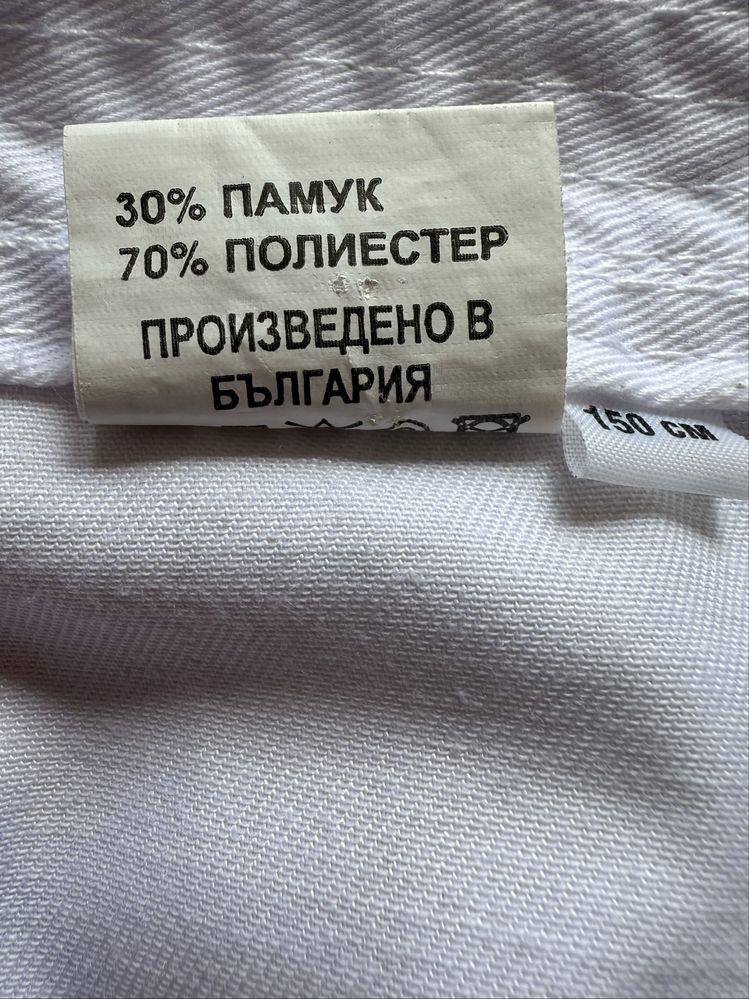 30% ПАМУК
70% ПОЛИЕСТЕР
ПРОИЗВЕДЕНО В
БЪЛГАРИЯ
150 см